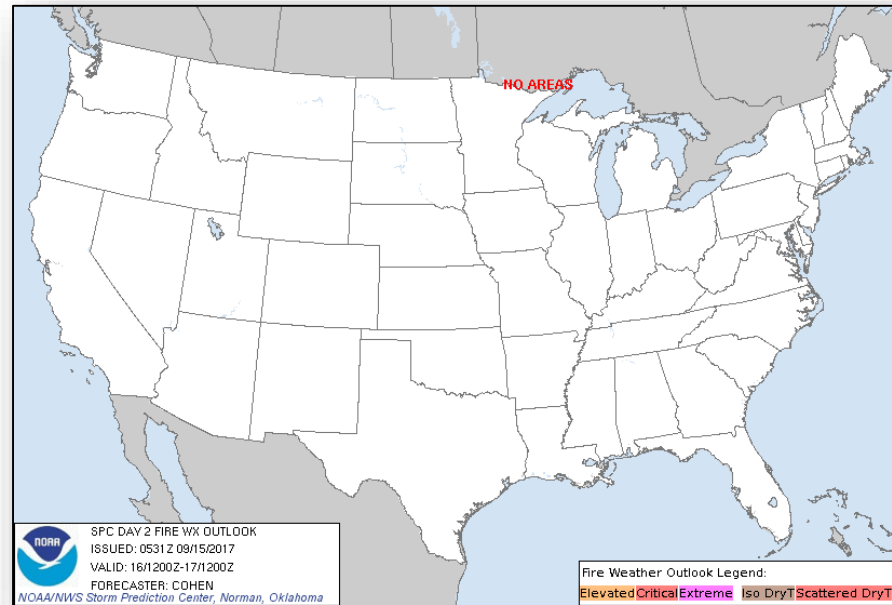 NO AREAS
NOAA
SPC DAY 2 FIRE WX OUTLOOK
ISSUED: 0531Z 09/15/2017
VALID: 16/1200Z-17/1200Z
FORECASTER: COHEN
NOAA/NWS Storm Prediction Center, Norman, Oklahoma
Fire Weather Outlook Legend:
Elevated Critical Extreme Iso DryT Scattered DryT